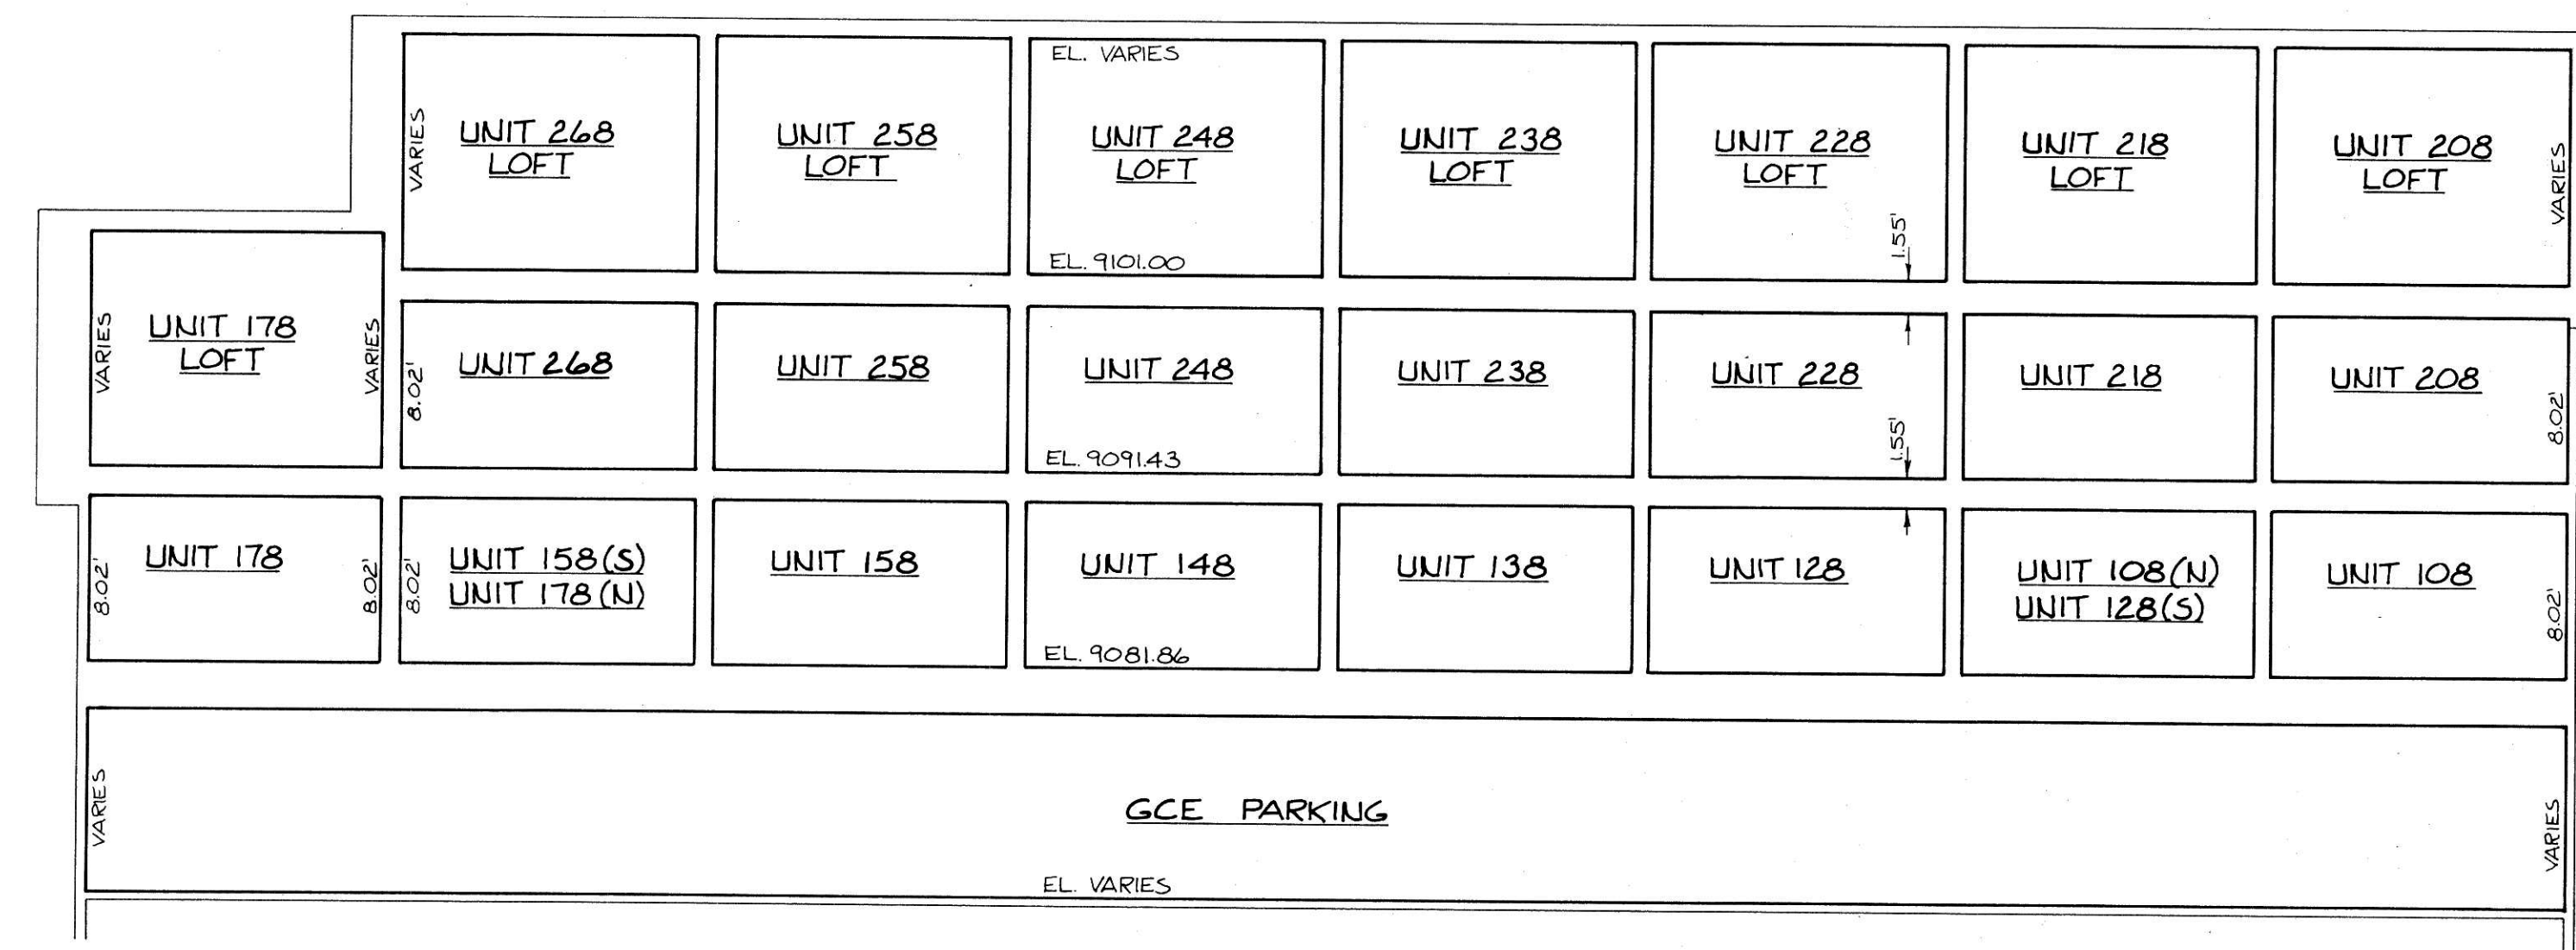 EL. VARIES
VARIES
UNIT 268
LOFT
UNIT 258
LOFT
UNIT 248
LOFT
UNIT 238
LOFT
UNIT 228
LOFT
UNIT 218
LOFT
UNIT 208
LOFT
VARIES
1.55'
EL. 9101.00
VARIES
UNIT 178
LOFT
VARIES
8.02'
UNIT 268
UNIT 258
UNIT 248
UNIT 238
UNIT 228
UNIT 218
UNIT 208
8.02'
1.55'
EL. 9091.43
8.02'
UNIT 178
8.02'
8.02'
UNIT 158(S)
UNIT 178(N)
UNIT 158
UNIT 148
UNIT 138
UNIT 128
UNIT 108(N)
UNIT 128(S)
UNIT 108
8.02'
EL. 9081.86
VARIES
GCE PARKING
VARIES
EL. VARIES